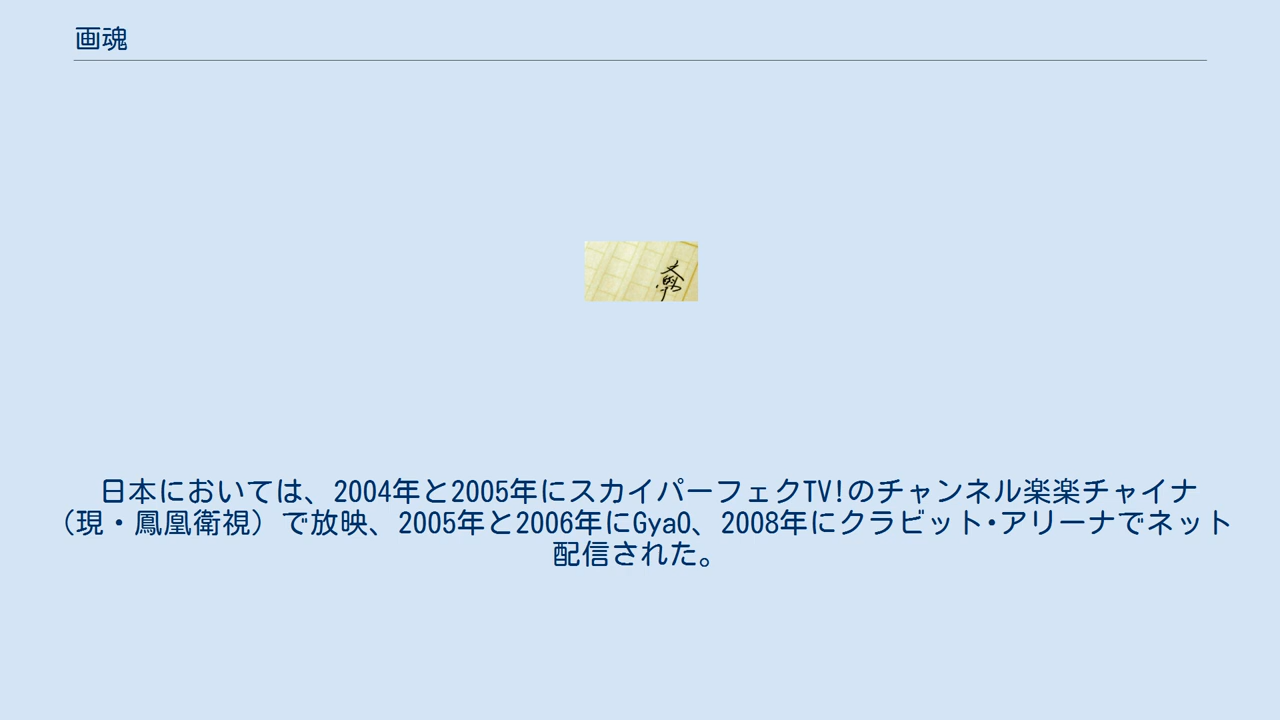 画魂
日本においては、2004年と2005年にスカイパーフェクTV!のチャンネル楽楽チャイナ
（現・鳳凰衛視）で放映、2005年と2006年にGyaO、2008年にクラビット･アリーナでネット
配信された。